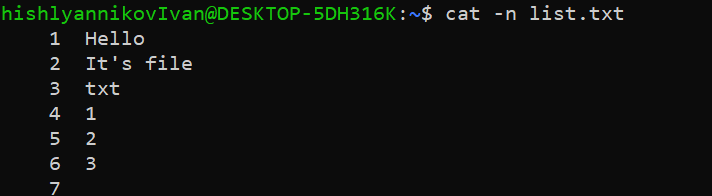 hishlyannikovIvan@DESKTOP-5DH316K:~$ cat -n list.txt
1 Hello
2 It's file
3 txt
4 1
5 2
6 3
7